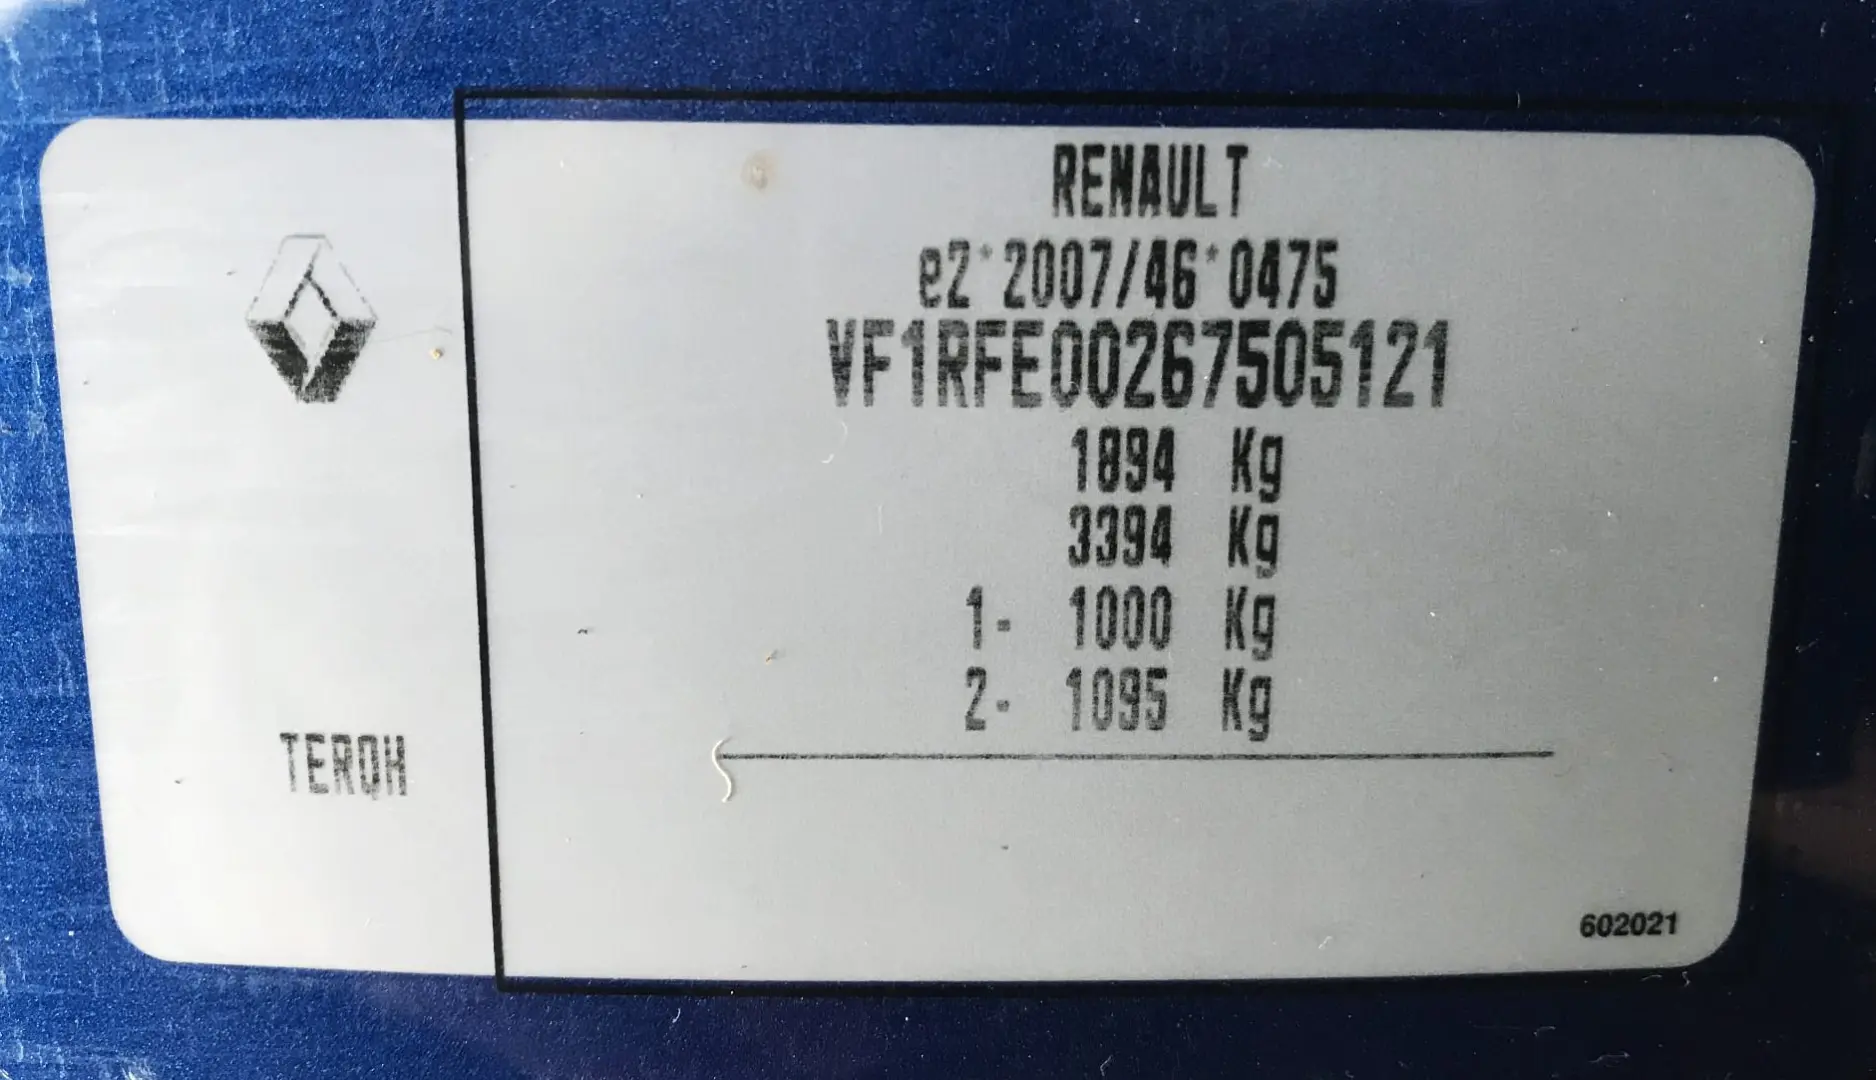 RENAULT
e2*2007/46*0475
VF1RFE00267505121
1894 Kg
3394 Kg
1- 1000 Kg
2- 1095 Kg
TERQH
602021